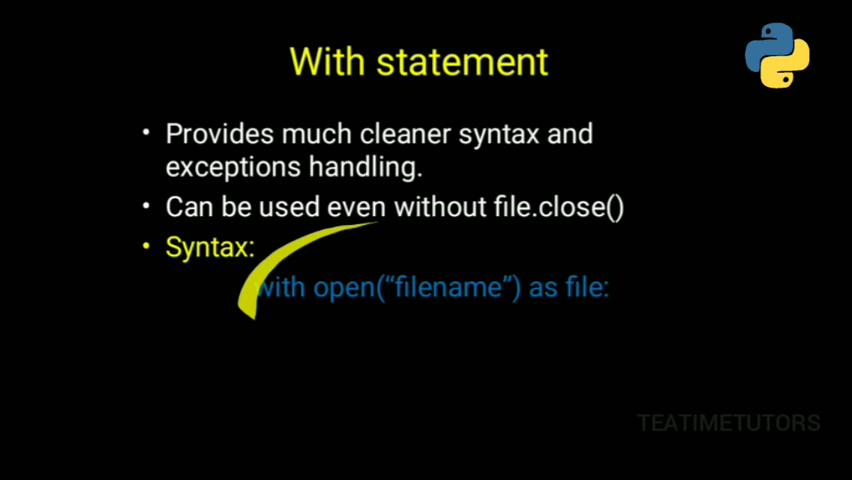 With statement
• Provides much cleaner syntax and
exceptions handling.
• Can be used even without file.close()
• Syntax:
with open(“filename”) as file:
TEATIMETUTORS